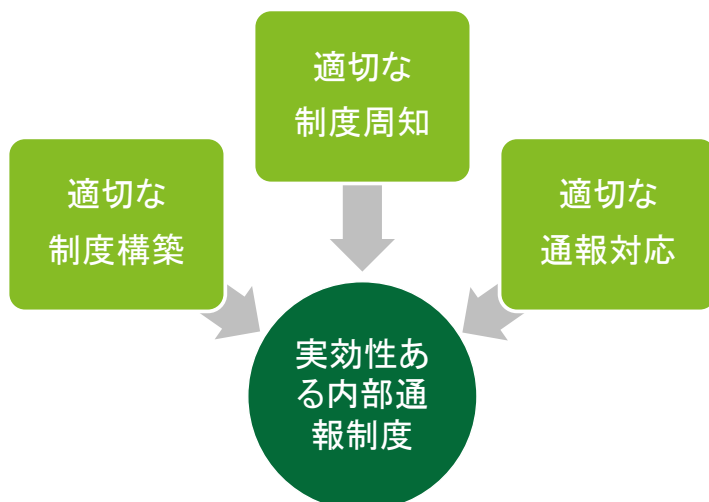 適切な
制度周知
適切な
制度構築
適切な
通報対応
実効性あ
る内部通
報制度